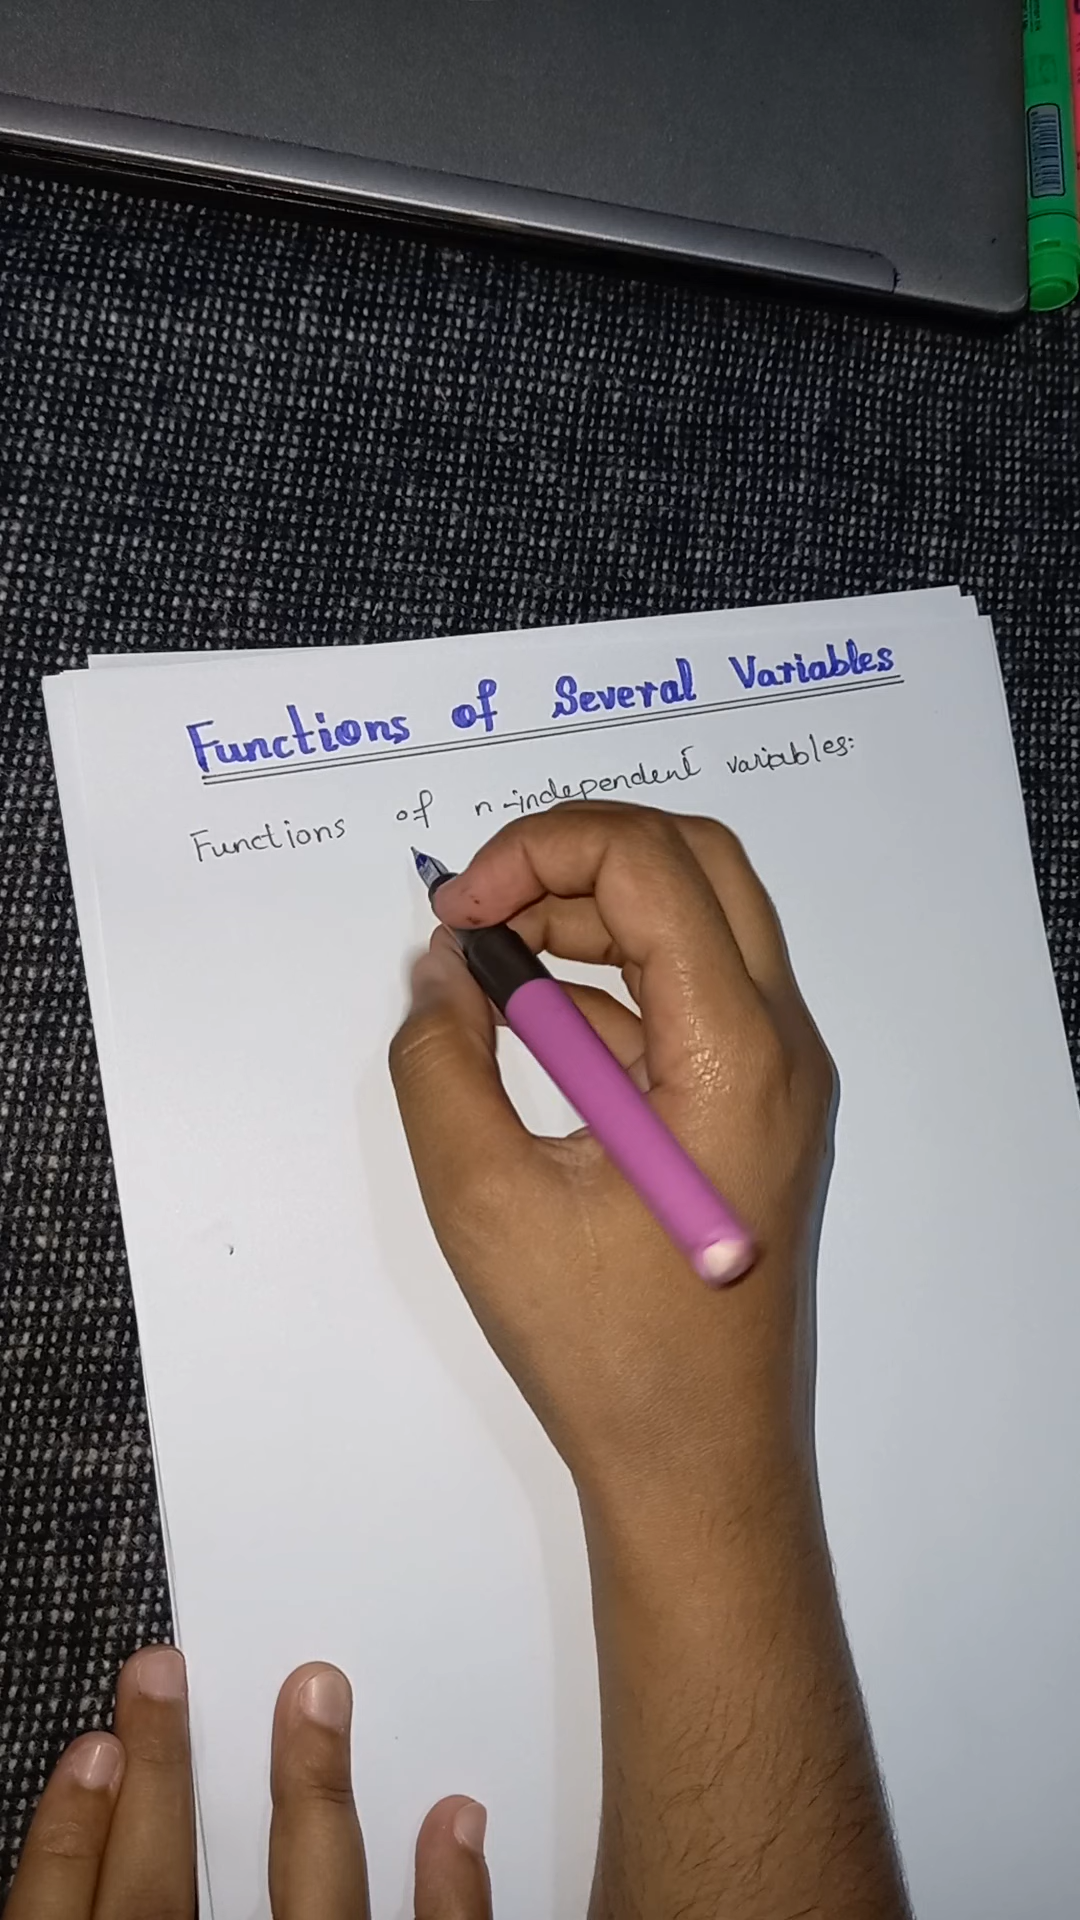 Functions of Several Variables
Functions of n-independent variables: